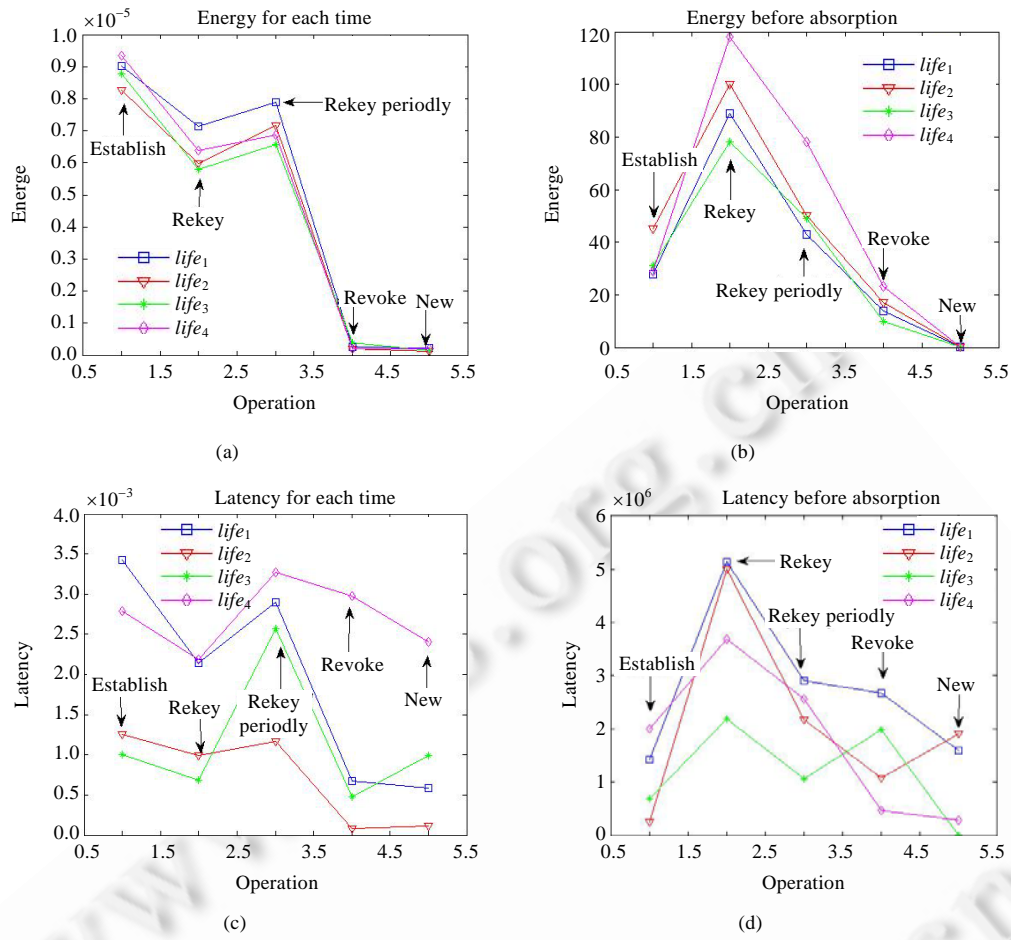 Energy for each time
×10⁻⁵
1.0
0.9
0.8
0.7
0.6
0.5
0.4
0.3
0.2
0.1
0.0
Energe
Establish
Rekey
Rekey periodly
Revoke
New
life₁
life₂
life₃
life₄
0.5 1.5 2.5 3.5 4.5 5.5
Operation
(a)
Energy before absorption
120
100
80
60
40
20
0
Energe
Establish
Rekey
Rekey periodly
Revoke
New
life₁
life₂
life₃
life₄
0.5 1.5 2.5 3.5 4.5 5.5
Operation
(b)
Latency for each time
×10⁻³
4.0
3.5
3.0
2.5
2.0
1.5
1.0
0.5
0.0
Latency
life₁
life₂
life₃
life₄
Establish
Rekey
Rekey
periodly
Revoke
New
0.5 1.5 2.5 3.5 4.5 5.5
Operation
(c)
Latency before absorption
×10⁶
6
5
4
3
2
1
0
Latency
Establish
Rekey
Rekey periodly
Revoke
New
life₁
life₂
life₃
life₄
0.5 1.5 2.5 3.5 4.5 5.5
Operation
(d)